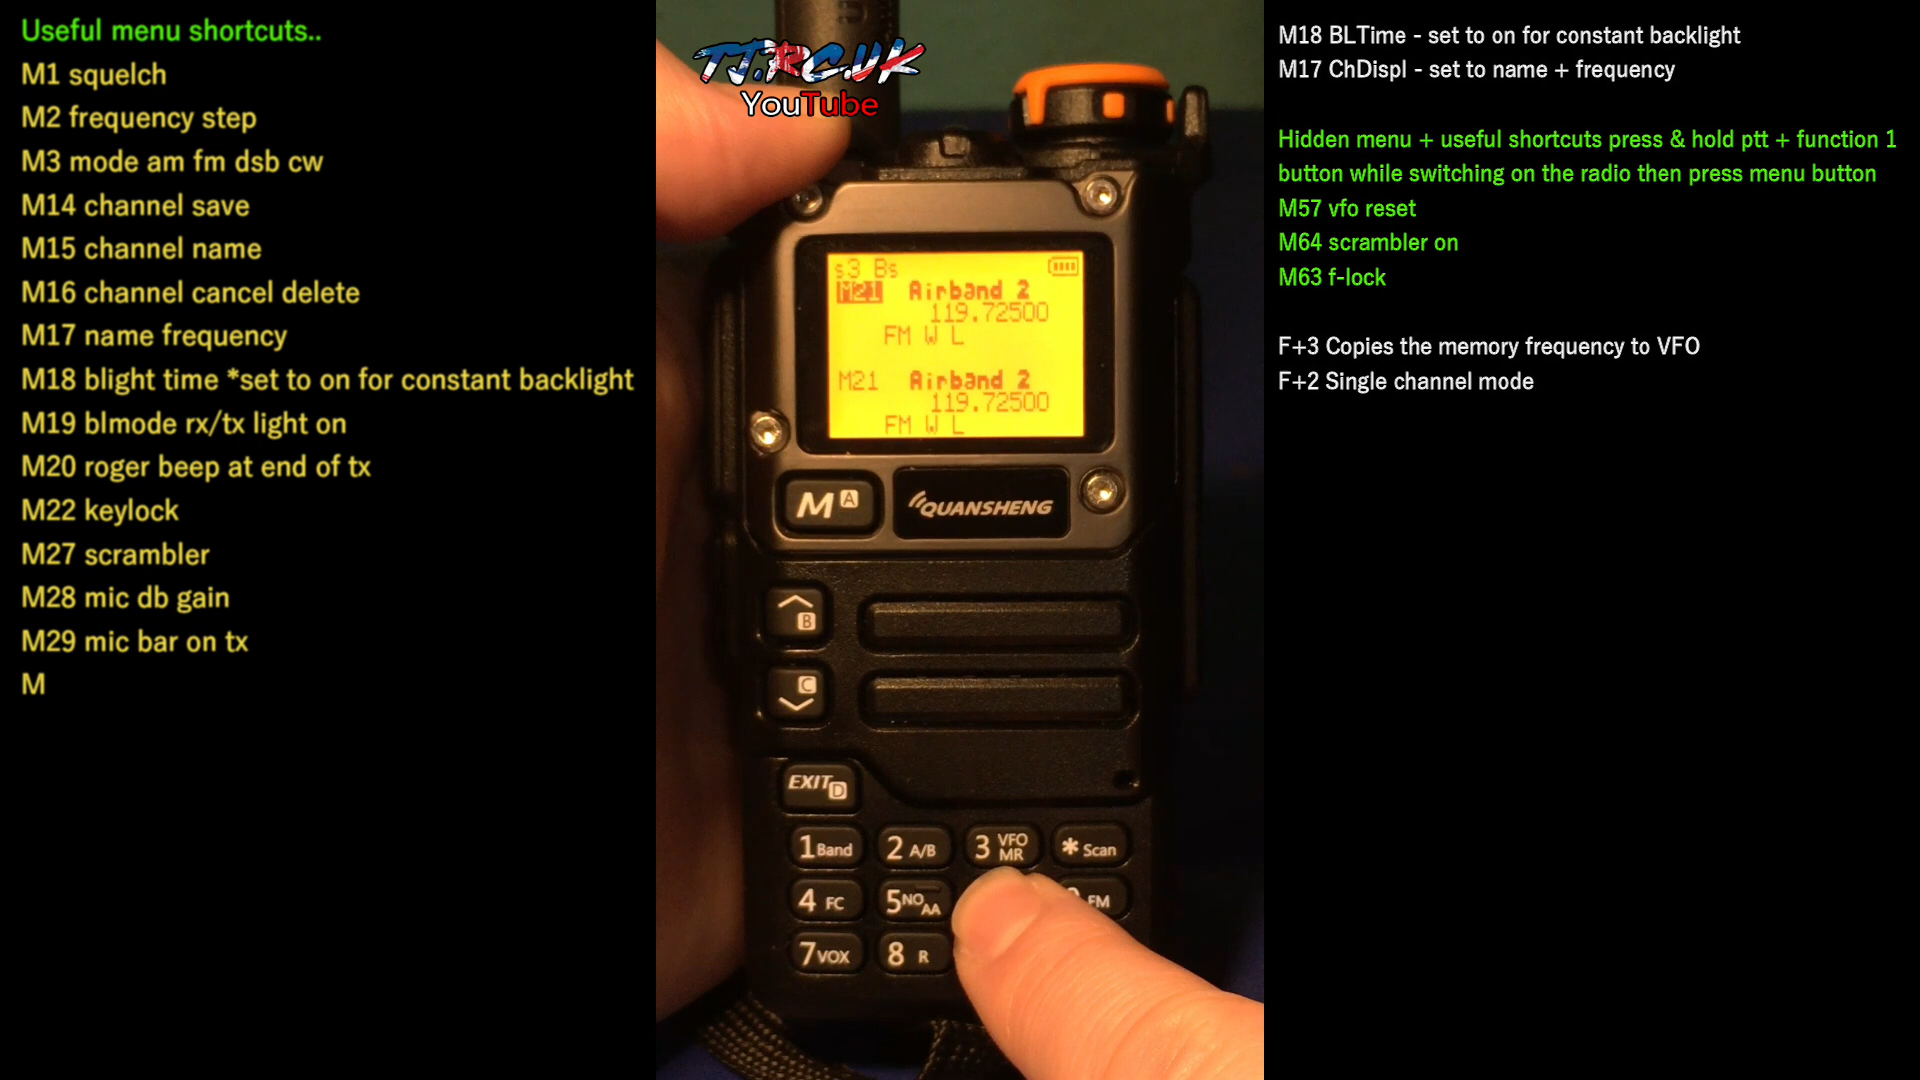 Useful menu shortcuts..
M1 squelch
M2 frequency step
M3 mode am fm dsb cw
M14 channel save
M15 channel name
M16 channel cancel delete
M17 name frequency
M18 blight time *set to on for constant backlight
M19 blmode rx/tx light on
M20 roger beep at end of tx
M22 keylock
M27 scrambler
M28 mic db gain
M29 mic bar on tx
M
TJ.RC.UK
YouTube
s3 Bs
M21 Airband 2
119.72500
FM W L
M21 Airband 2
119.72500
FM W L
M A
QUANSHENG
B
C
EXIT D
1 Band 2 A/B 3 VFO MR * Scan
4 FC 5 NOAA FM
7 VOX 8 R
M18 BLTime - set to on for constant backlight
M17 ChDispl - set to name + frequency
Hidden menu + useful shortcuts press & hold ptt + function 1
button while switching on the radio then press menu button
M57 vfo reset
M64 scrambler on
M63 f-lock
F+3 Copies the memory frequency to VFO
F+2 Single channel mode